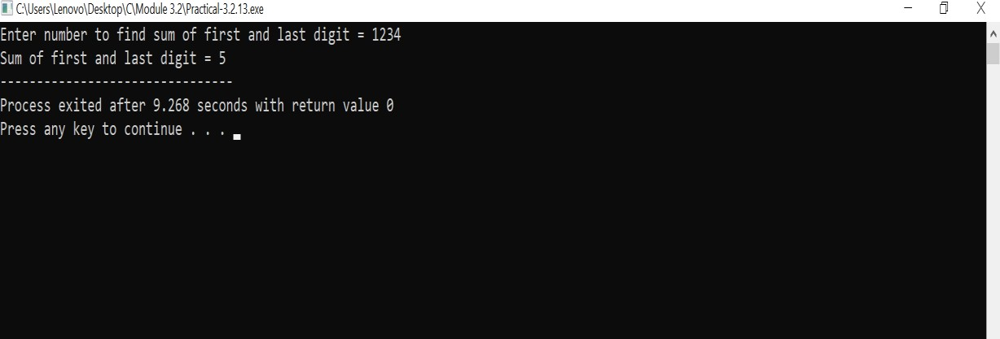 C:\Users\Lenovo\Desktop\C\Module 3.2\Practical-3.2.13.exe
Enter number to find sum of first and last digit = 1234
Sum of first and last digit = 5
--------------------------------
Process exited after 9.268 seconds with return value 0
Press any key to continue . . .